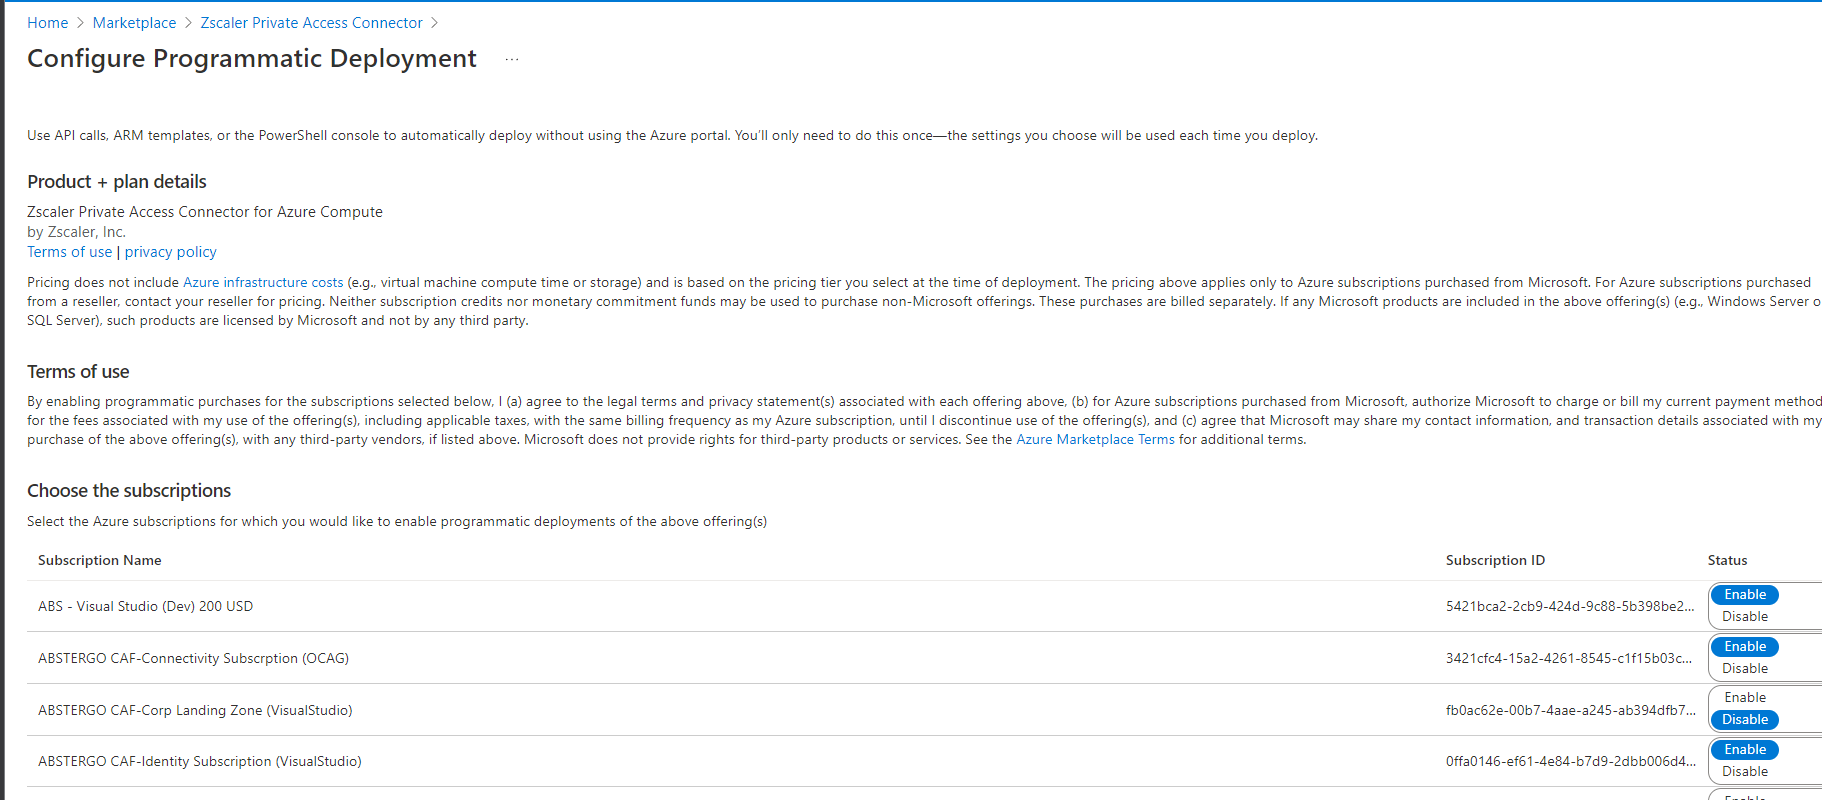 Home > Marketplace > Zscaler Private Access Connector >
Configure Programmatic Deployment ...
Use API calls, ARM templates, or the PowerShell console to automatically deploy without using the Azure portal. You'll only need to do this once—the settings you choose will be used each time you deploy.
Product + plan details
Zscaler Private Access Connector for Azure Compute
by Zscaler, Inc.
Terms of use | privacy policy
Pricing does not include Azure infrastructure costs (e.g., virtual machine compute time or storage) and is based on the pricing tier you select at the time of deployment. The pricing above applies only to Azure subscriptions purchased from Microsoft. For Azure subscriptions purchased
from a reseller, contact your reseller for pricing. Neither subscription credits nor monetary commitment funds may be used to purchase non-Microsoft offerings. These purchases are billed separately. If any Microsoft products are included in the above offering(s) (e.g., Windows Server o
SQL Server), such products are licensed by Microsoft and not by any third party.
Terms of use
By enabling programmatic purchases for the subscriptions selected below, I (a) agree to the legal terms and privacy statement(s) associated with each offering above, (b) for Azure subscriptions purchased from Microsoft, authorize Microsoft to charge or bill my current payment method
for the fees associated with my use of the offering(s), including applicable taxes, with the same billing frequency as my Azure subscription, until I discontinue use of the offering(s), and (c) agree that Microsoft may share my contact information, and transaction details associated with my
purchase of the above offering(s), with any third-party vendors, if listed above. Microsoft does not provide rights for third-party products or services. See the Azure Marketplace Terms for additional terms.
Choose the subscriptions
Select the Azure subscriptions for which you would like to enable programmatic deployments of the above offering(s)
Subscription Name Subscription ID Status
ABS - Visual Studio (Dev) 200 USD 5421bca2-2cb9-424d-9c88-5b398be2... Enable
Disable
ABSTERGO CAF-Connectivity Subscrption (OCAG) 3421cfc4-15a2-4261-8545-c1f15b03c... Enable
Disable
ABSTERGO CAF-Corp Landing Zone (VisualStudio) fb0ac62e-00b7-4aae-a245-ab394dfb7... Enable
Disable
ABSTERGO CAF-Identity Subscription (VisualStudio) 0ffa0146-ef61-4e84-b7d9-2dbb006d4... Enable
Disable